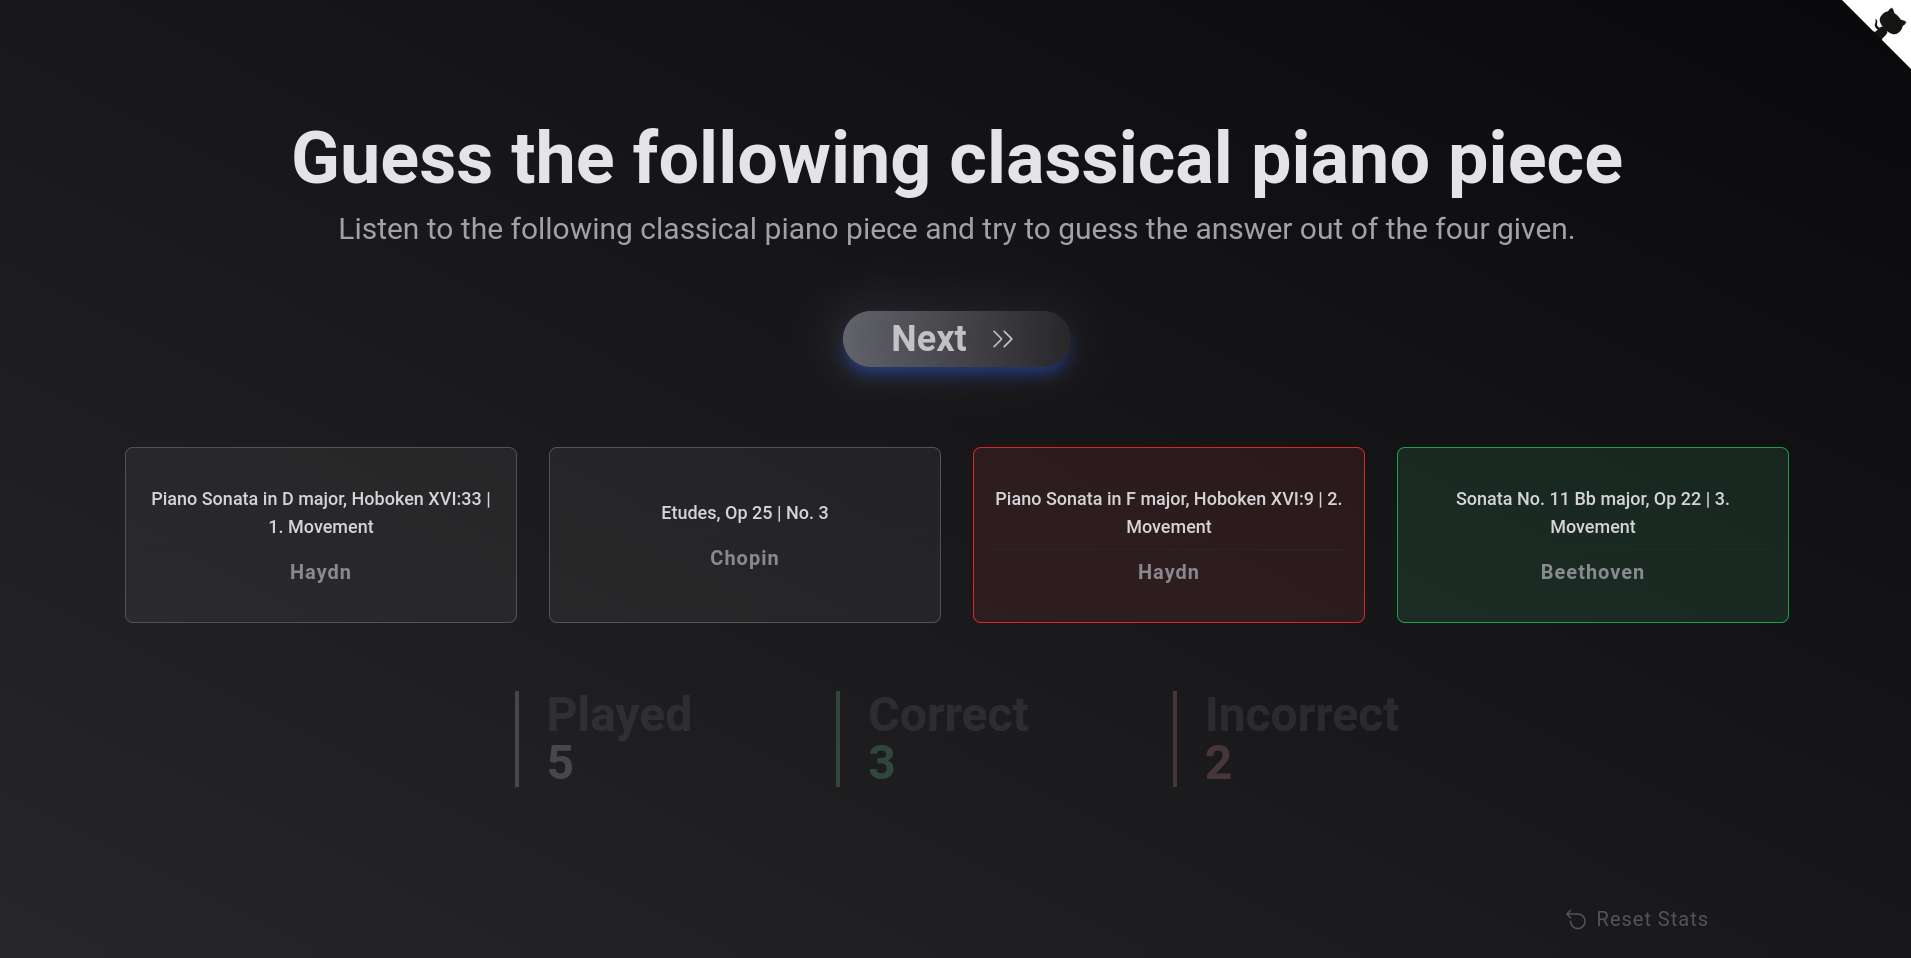 Guess the following classical piano piece
Listen to the following classical piano piece and try to guess the answer out of the four given.
Next
Piano Sonata in D major, Hoboken XVI:33 |
1. Movement
Haydn
Etudes, Op 25 | No. 3
Chopin
Piano Sonata in F major, Hoboken XVI:9 | 2.
Movement
Haydn
Sonata No. 11 Bb major, Op 22 | 3.
Movement
Beethoven
Played
5
Correct
3
Incorrect
2
Reset Stats